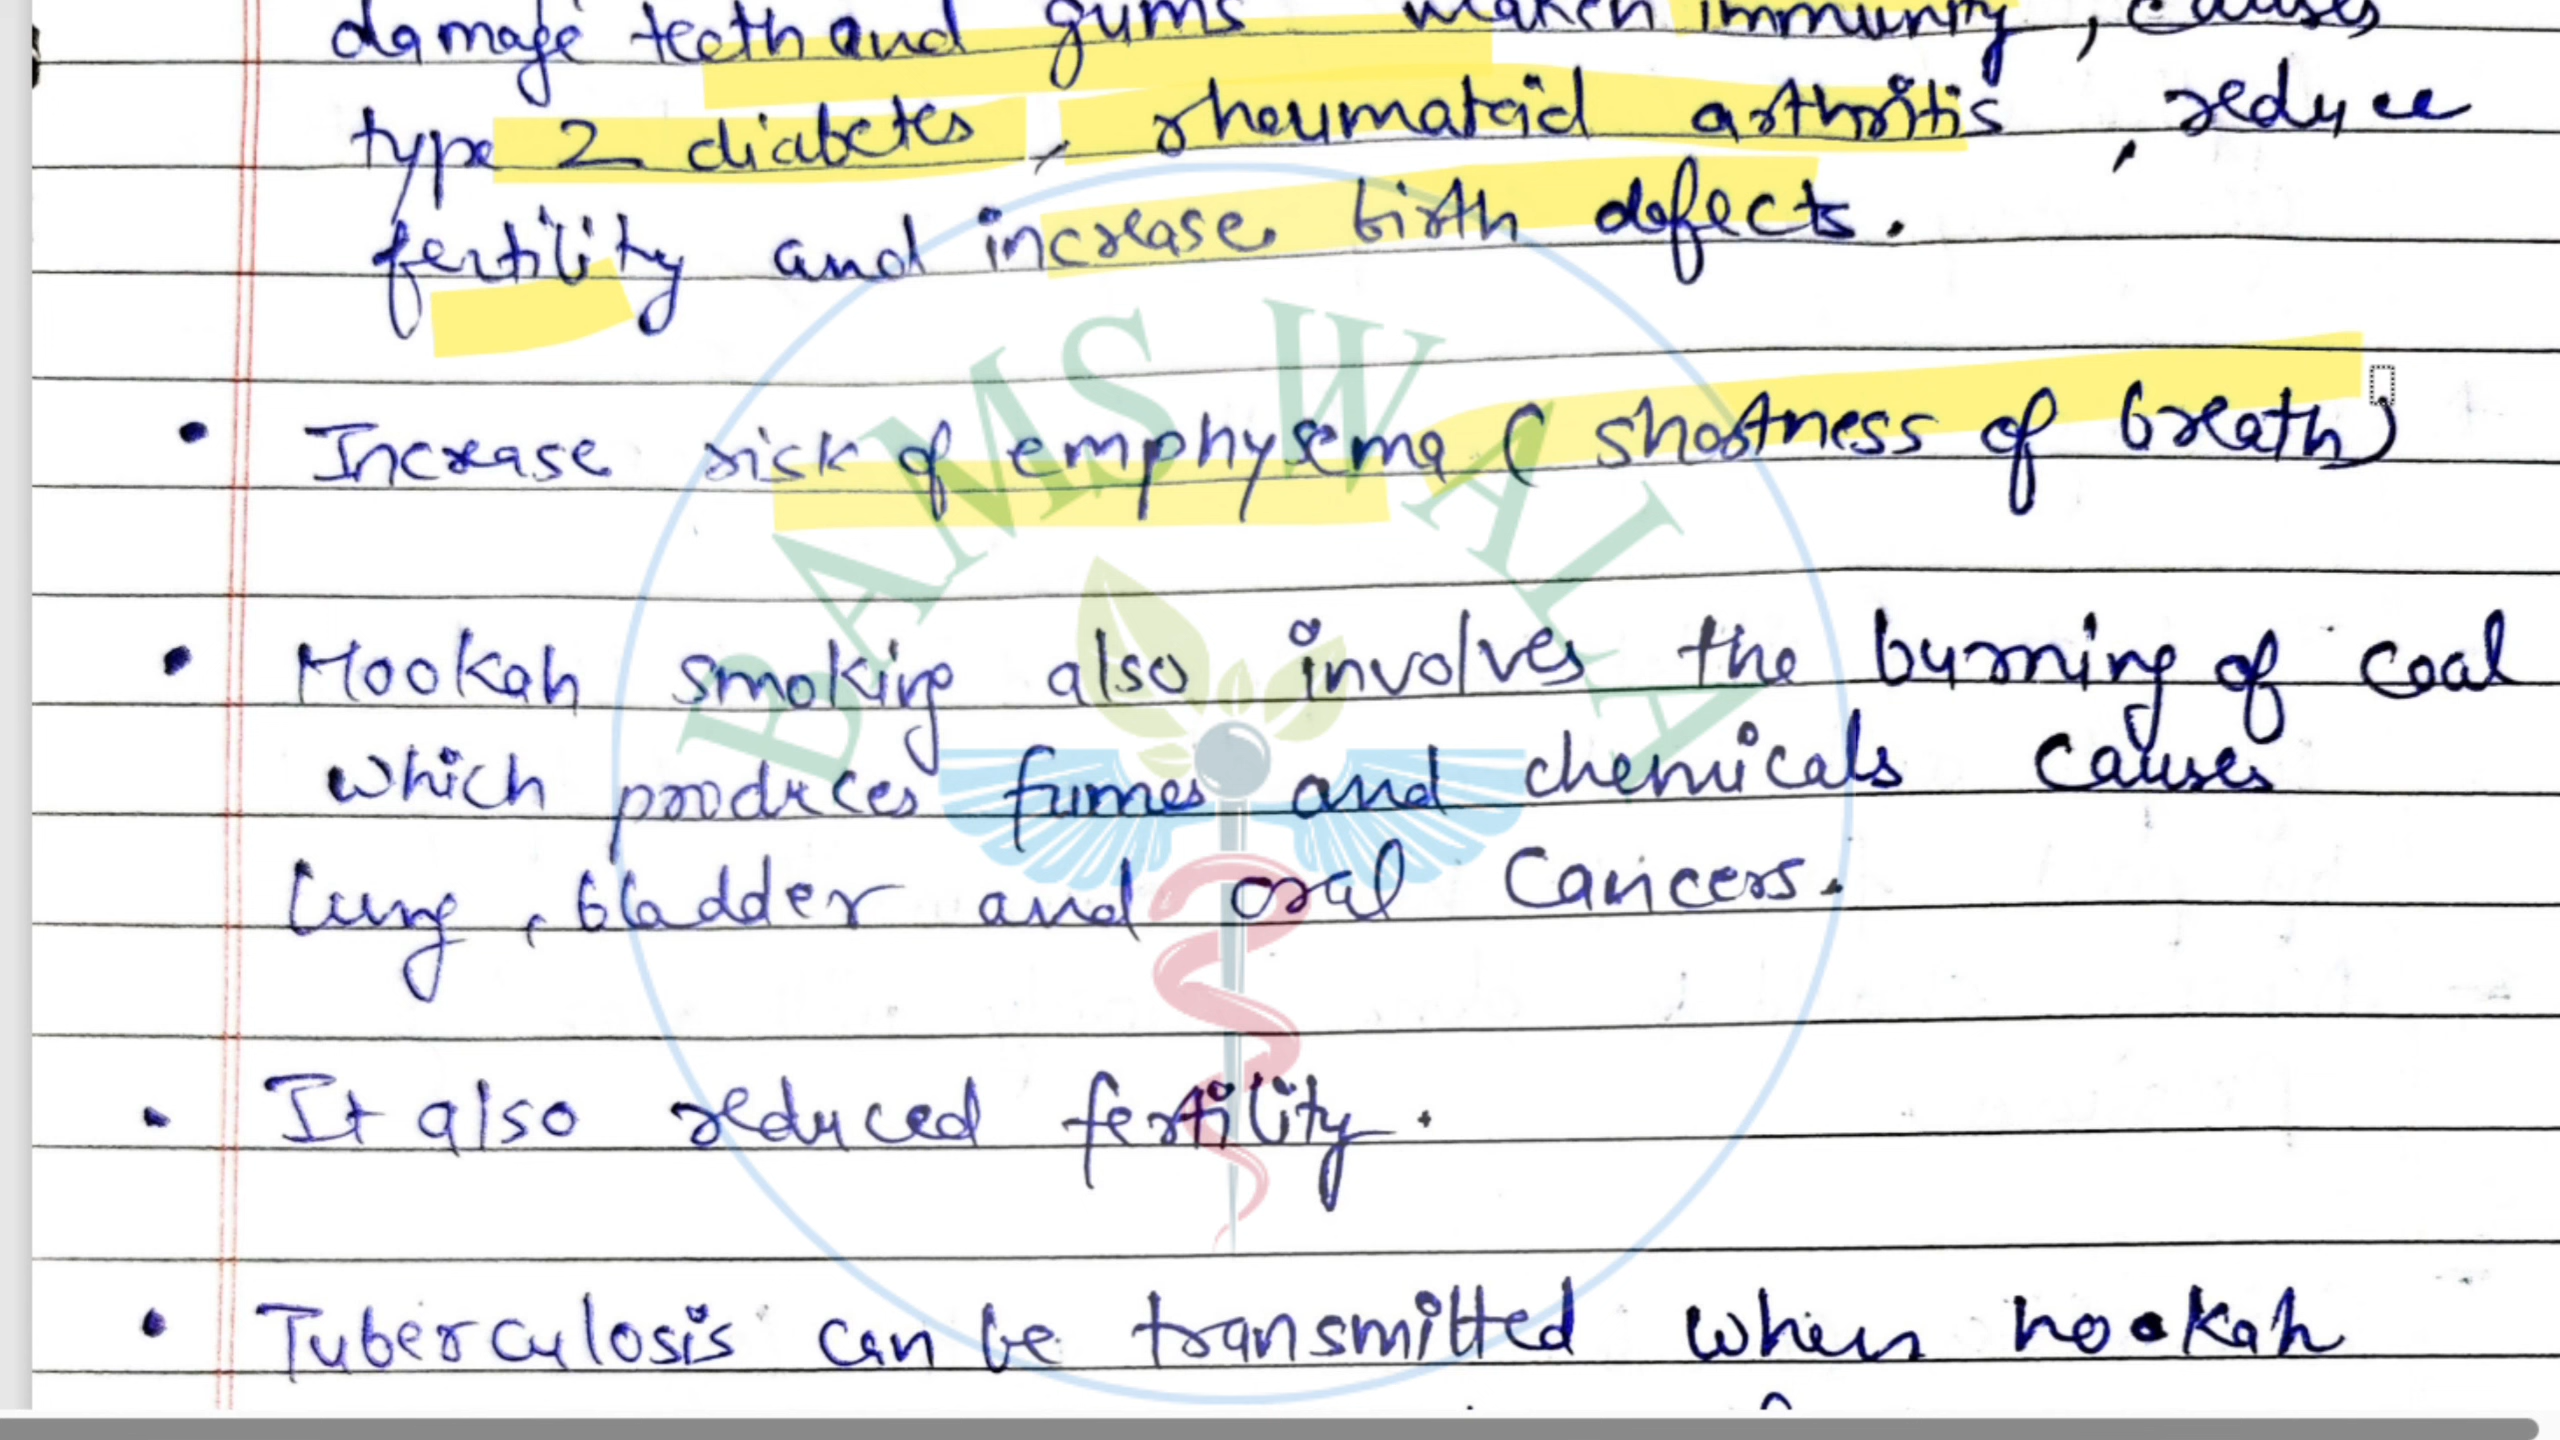 damage teeth and gums weaken immunity, causes
type 2 diabetes, rheumatoid arthritis, reduce
fertility and increase birth defects.
• Increase risk of emphysema (shortness of breath)
BAMSWALA
• Hookah smoking also involves the burning of coal
which produces fumes and chemicals causes
lung, bladder and oral cancers.
• It also reduced fertility.
• Tuberculosis can be transmitted when hookah